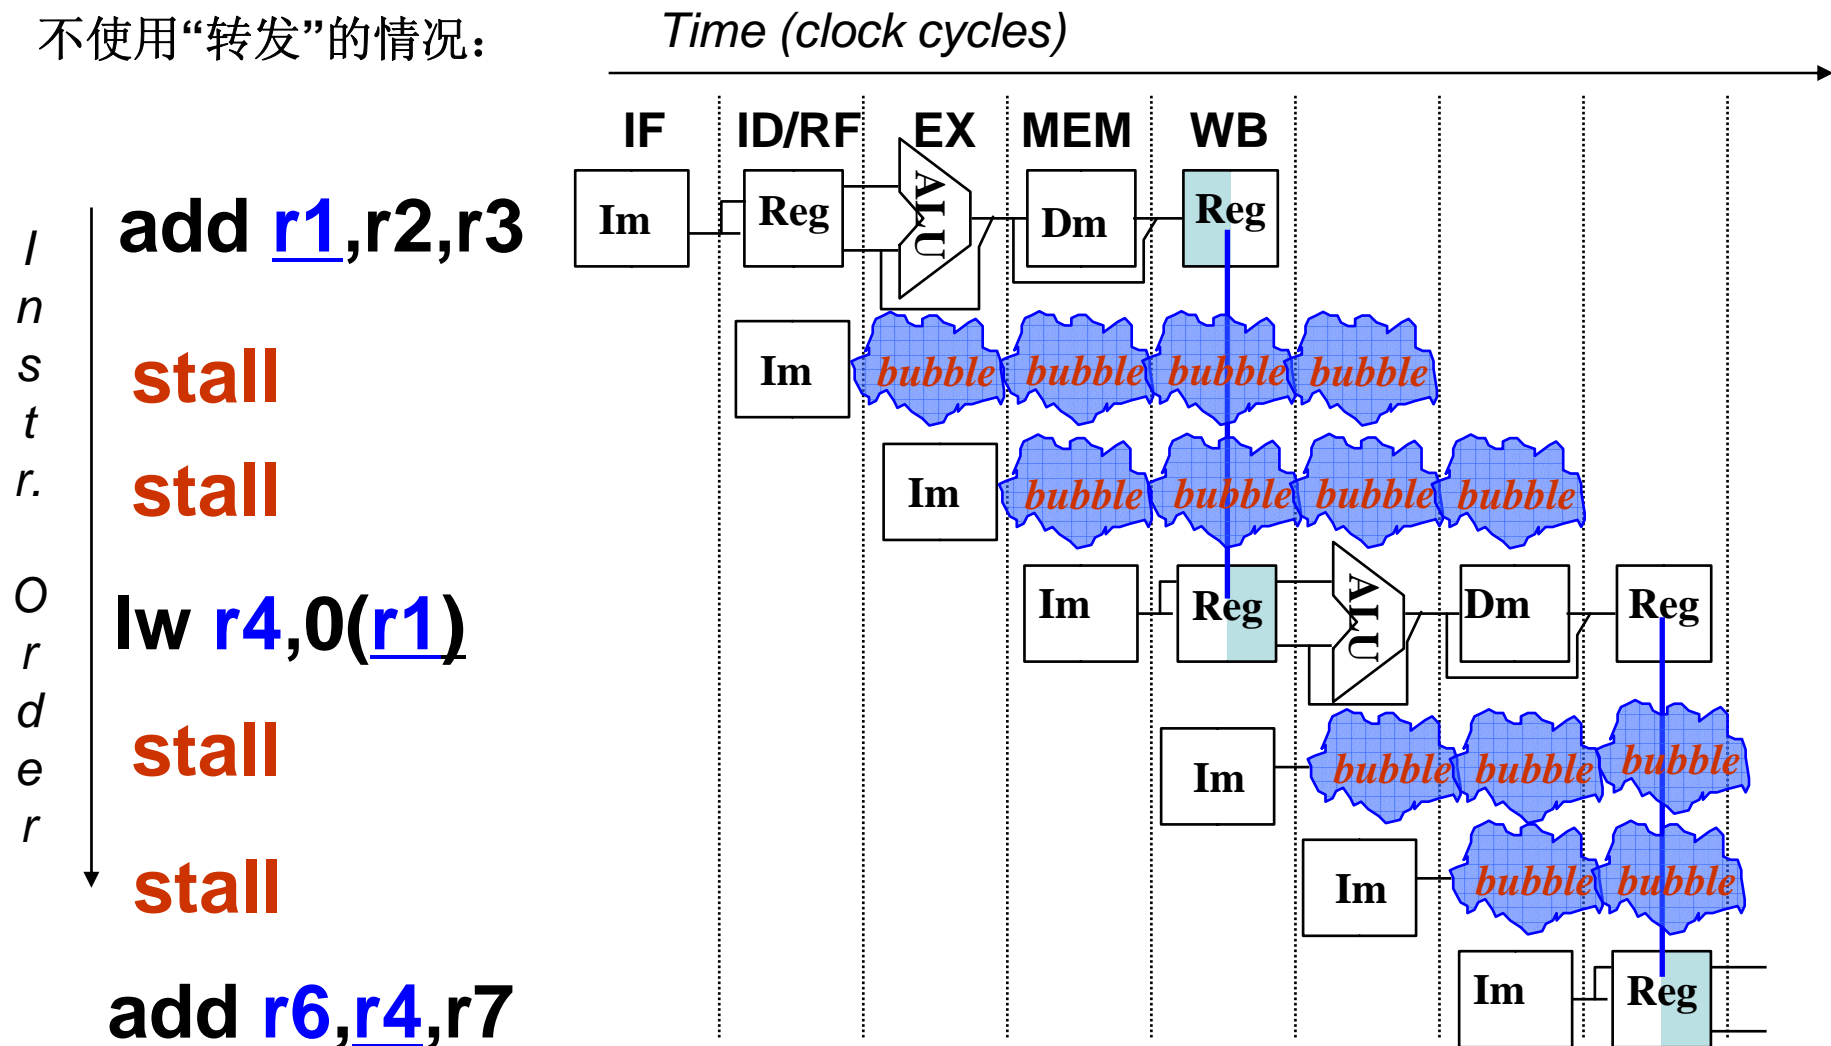 不使用“转发”的情况：
Time (clock cycles)
IF ID/RF EX MEM WB
Instr. Order
add r1,r2,r3
Im Reg ALU Dm Reg
stall
Im bubble bubble bubble bubble
stall
Im bubble bubble bubble bubble
lw r4,0(r1)
Im Reg ALU Dm Reg
stall
Im bubble bubble bubble
stall
Im bubble bubble
add r6,r4,r7
Im Reg